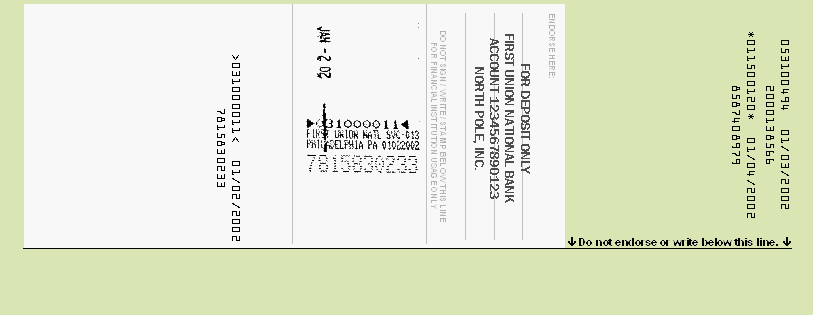 053100494 01/03/2002
2000138566
*011500120* 01/04/2002
8587408979
ENDORSE HERE:
FOR DEPOSIT ONLY
FIRST UNION NATIONAL BANK
ACCOUNT 1234567890123
NORTH POLE, INC.
DO NOT SIGN / WRITE / STAMP BELOW THIS LINE
FOR FINANCIAL INSTITUTION USAGE ONLY
JAN - 2 02
►031000011◄
FIRST UNION NATL SVC-013
PHILADELPHIA PA 01022002
7815830233
>031000011< 01/02/2002
7815830233
↓ Do not endorse or write below this line. ↓